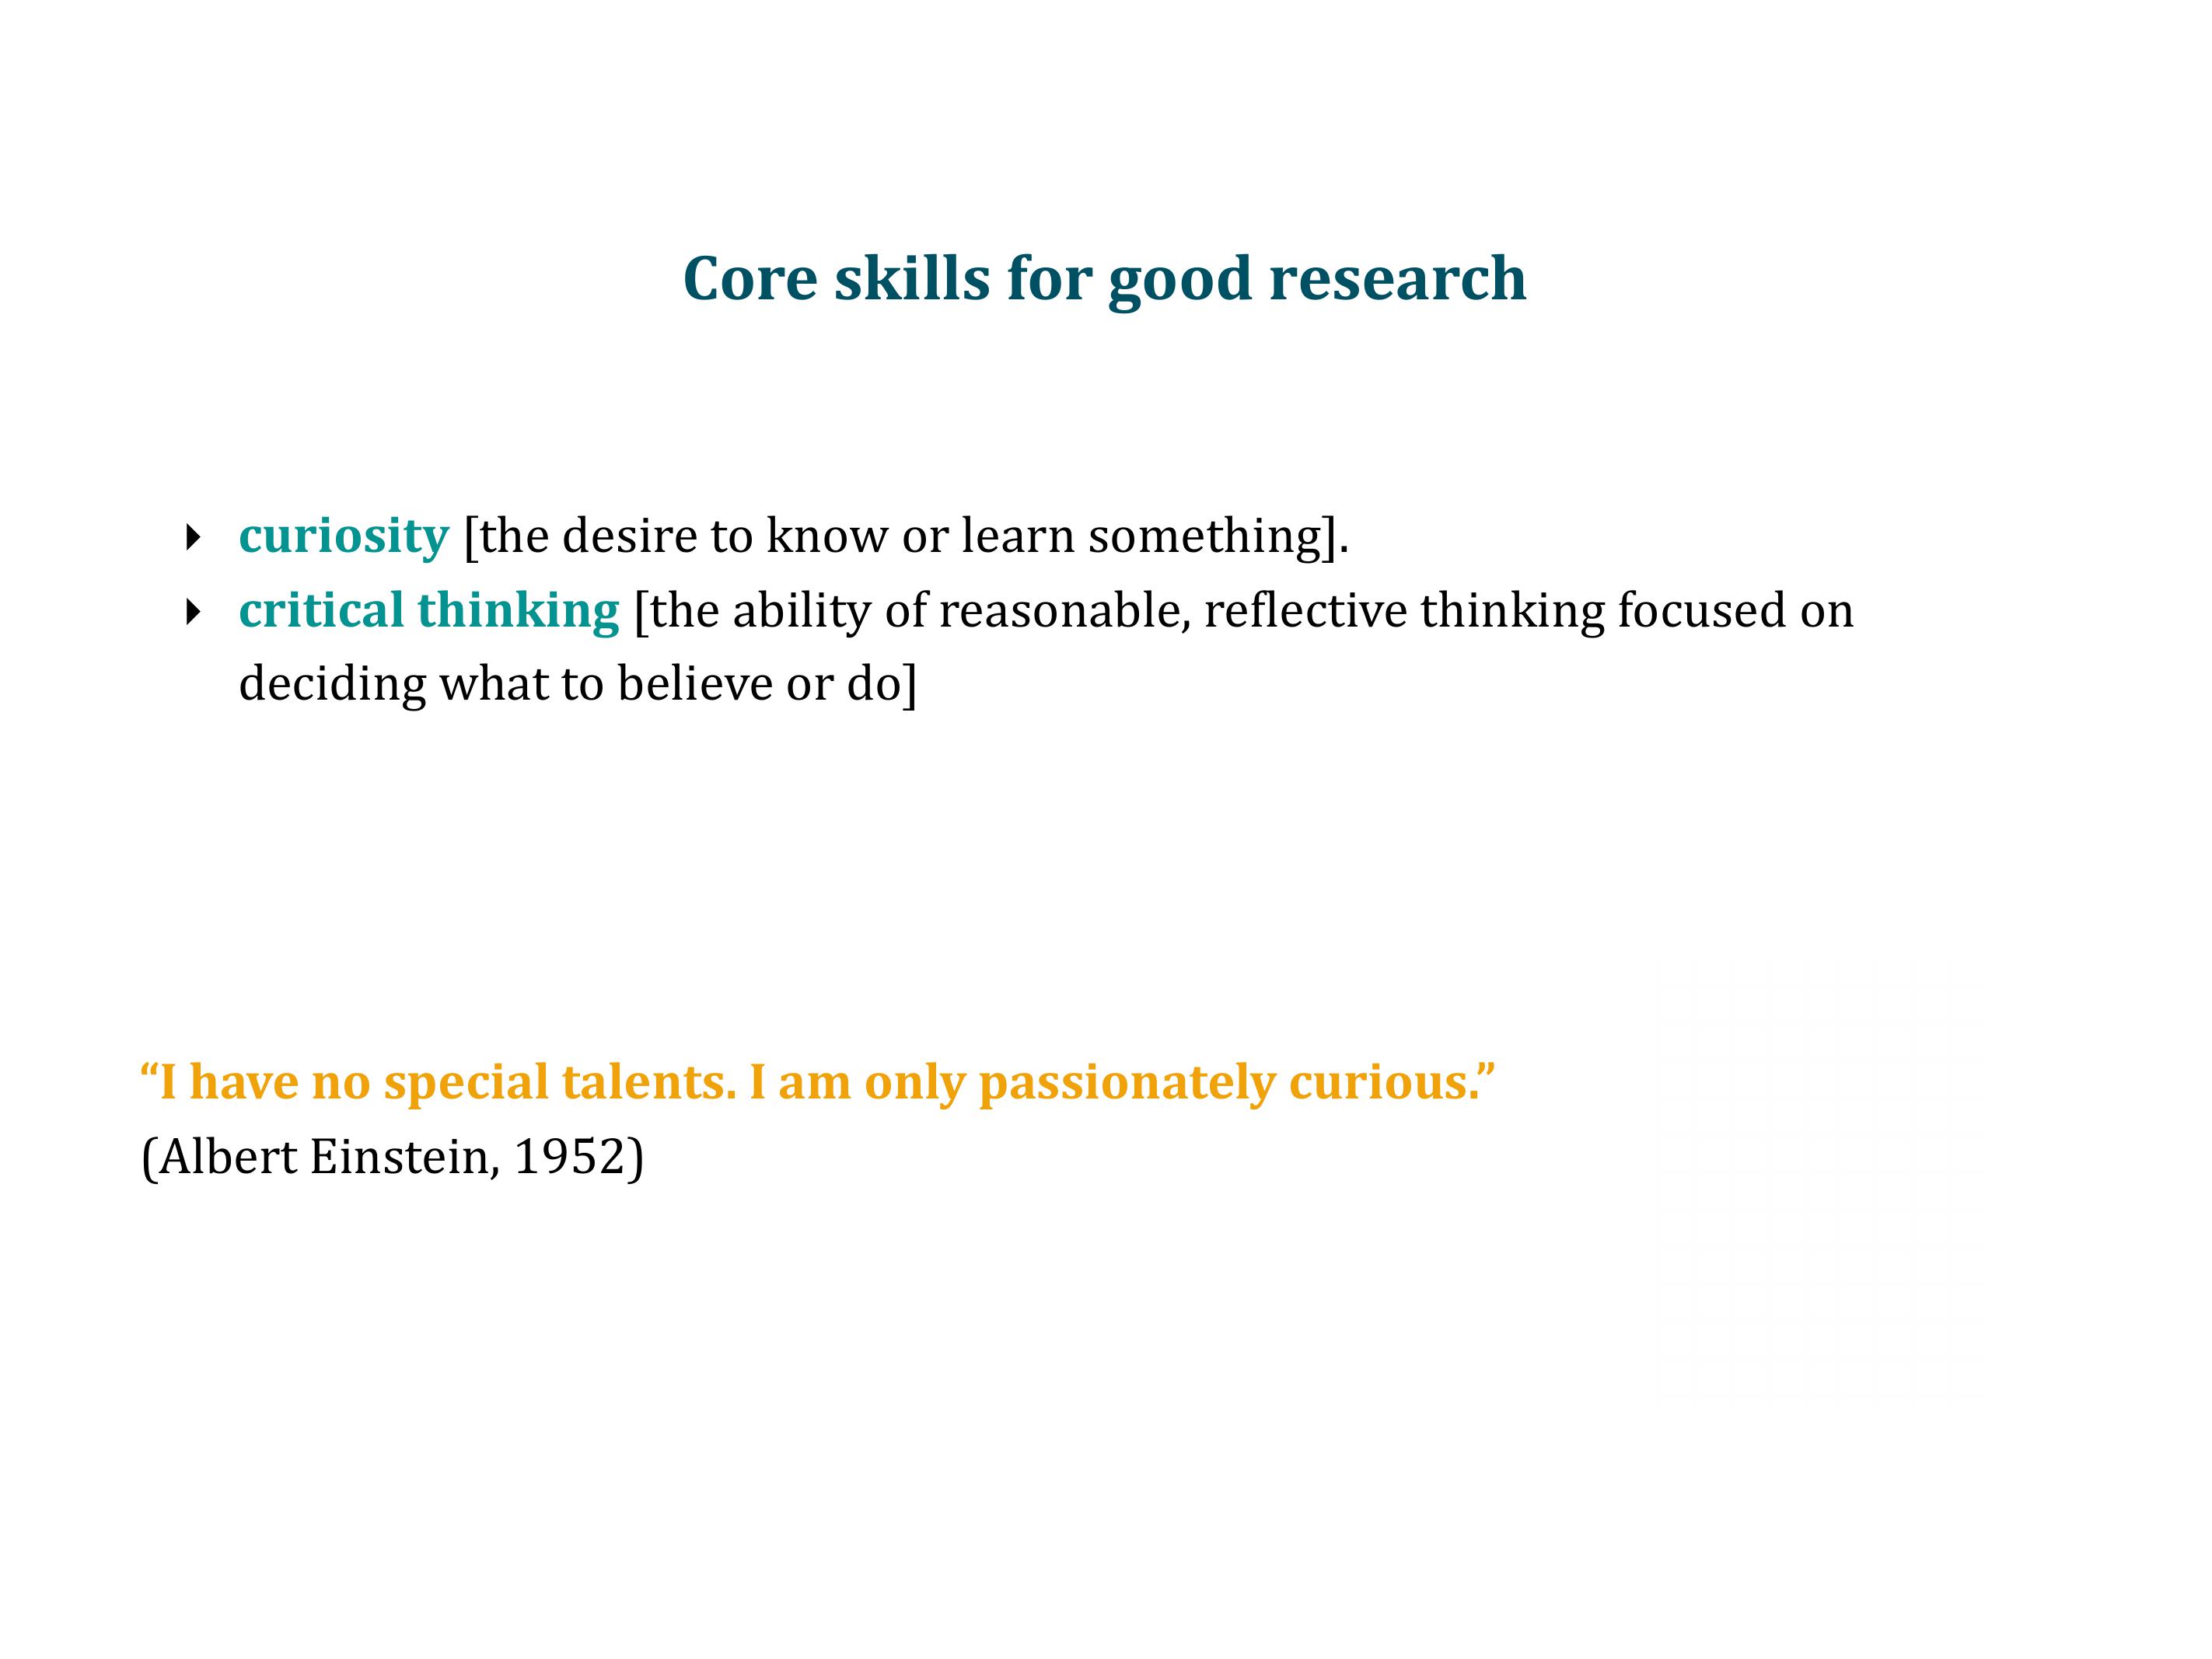 Core skills for good research
curiosity [the desire to know or learn something].
critical thinking [the ability of reasonable, reflective thinking focused on
deciding what to believe or do]
“I have no special talents. I am only passionately curious.”
(Albert Einstein, 1952)